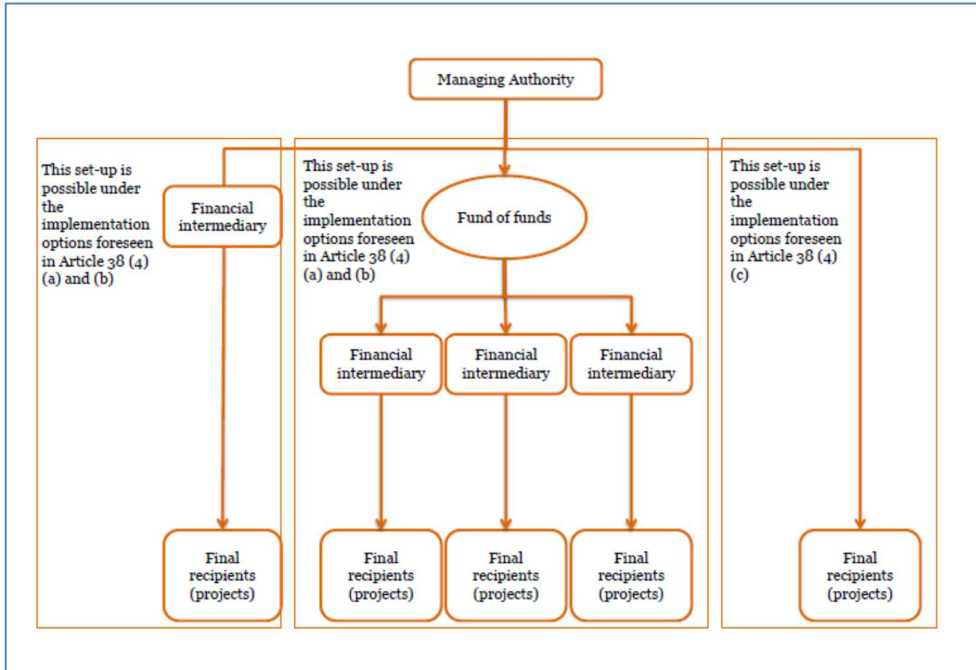 Managing Authority
This set-up is
possible under
the
implementation
options foreseen
in Article 38 (4)
(a) and (b)
Financial
intermediary
Final
recipients
(projects)
This set-up is
possible under
the
implementation
options foreseen
in Article 38 (4)
(a) and (b)
Fund of funds
Financial
intermediary
Financial
intermediary
Financial
intermediary
Final
recipients
(projects)
Final
recipients
(projects)
Final
recipients
(projects)
This set-up is
possible under
the
implementation
options foreseen
in Article 38 (4)
(c)
Final
recipients
(projects)